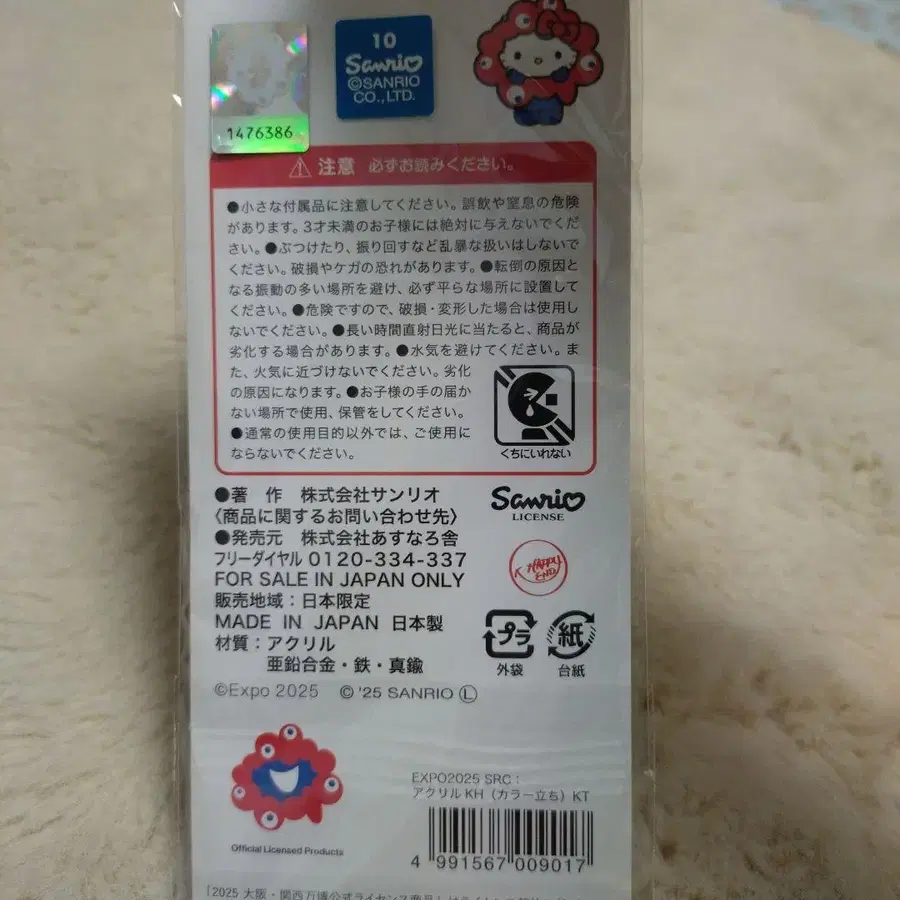 1476386
10
Sanrio
©SANRIO
CO.,LTD.
注意 必ずお読みください。
●小さな付属品に注意してください。誤飲や窒息の危険
があります。3才未満のお子様には絶対に与えないでくだ
さい。●ぶつけたり、振り回すなど乱暴な扱いはしないで
ください。破損やケガの恐れがあります。●転倒の原因と
なる振動の多い場所を避け、必ず平らな場所に設置して
ください。●危険ですので、破損・変形した場合は使用し
ないでください。●長い時間直射日光に当たると、商品が
劣化する場合があります。●水気を避けてください。ま
た、火気に近づけないでください。劣化
の原因になります。●お子様の手の届か
ない場所で使用、保管をしてください。
●通常の使用目的以外では、ご使用に
ならないでください。
くちにいれない
●著 作 株式会社サンリオ
〈商品に関するお問い合わせ先〉
●発売元 株式会社あすなろ舎
フリーダイヤル 0120-334-337
FOR SALE IN JAPAN ONLY
販売地域:日本限定
MADE IN JAPAN 日本製
材質:アクリル
亜鉛合金・鉄・真鍮
Sanrio
LICENSE
HAPPY
END
プラ
外袋
紙
台紙
©Expo 2025 © '25 SANRIO Ⓛ
Official Licensed Products
EXPO2025 SRC:
アクリルKH(カラー立ち)KT
4 991567 009017
「2025 大阪・関西万博公式ライセンス商品